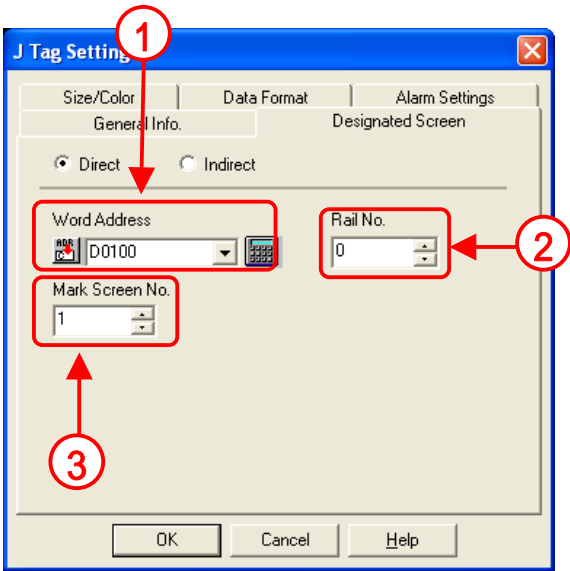 1
J Tag Setting
Size/Color Data Format Alarm Settings
General Info. Designated Screen
Direct Indirect
Word Address Rail No.
ADR
D0100 0
2
Mark Screen No.
1
3
OK Cancel Help